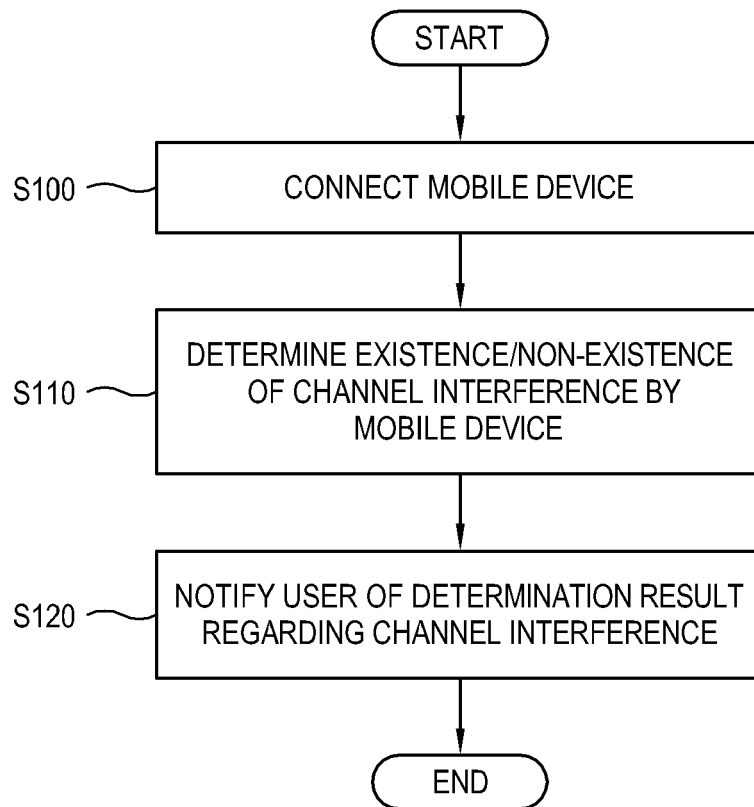 START
S100
CONNECT MOBILE DEVICE
S110
DETERMINE EXISTENCE/NON-EXISTENCE
OF CHANNEL INTERFERENCE BY
MOBILE DEVICE
S120
NOTIFY USER OF DETERMINATION RESULT
REGARDING CHANNEL INTERFERENCE
END